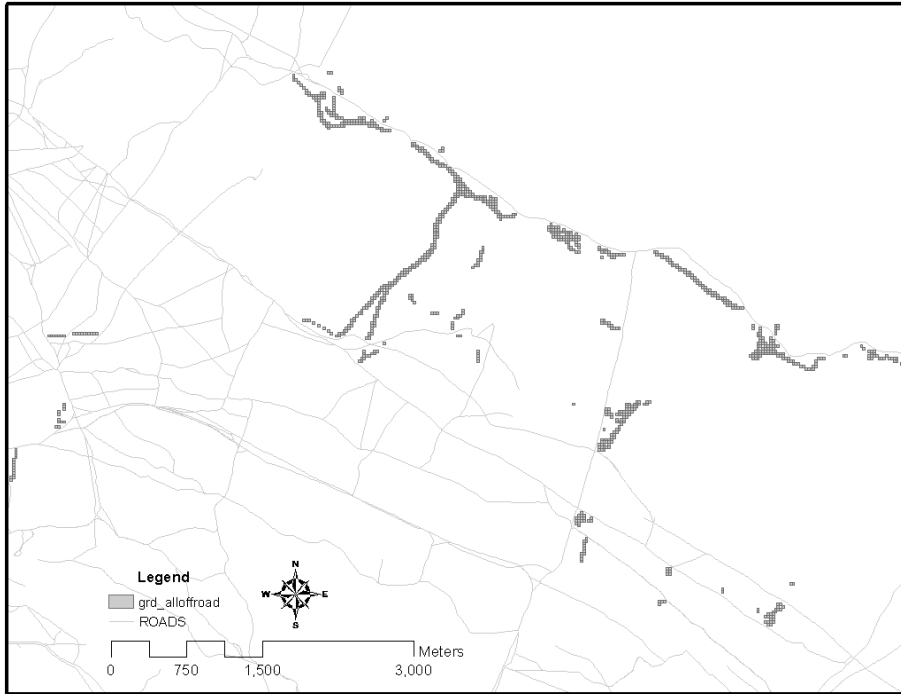 Legend
grd_alloffroad
ROADS
N
W E
S
Meters
0 750 1,500 3,000